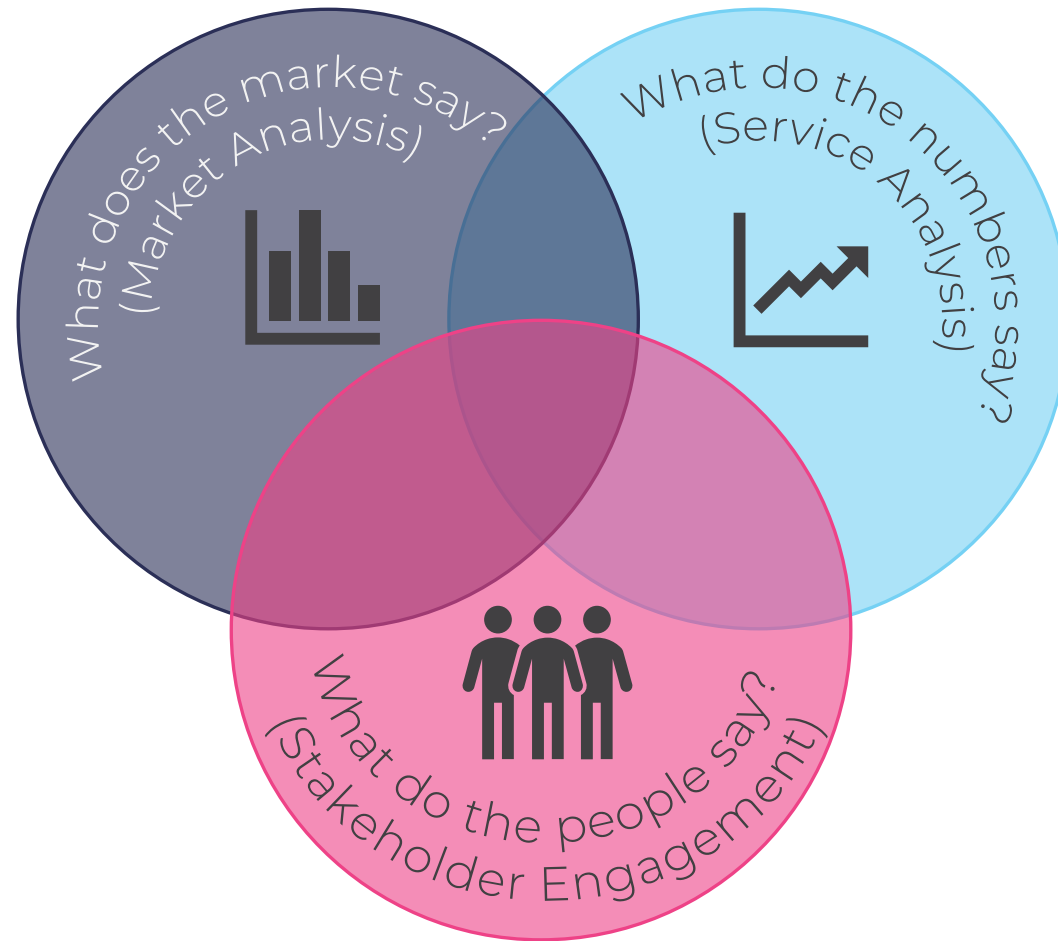 What does the market say?
(Market Analysis)
What do the numbers say?
(Service Analysis)
What do the people say?
(Stakeholder Engagement)